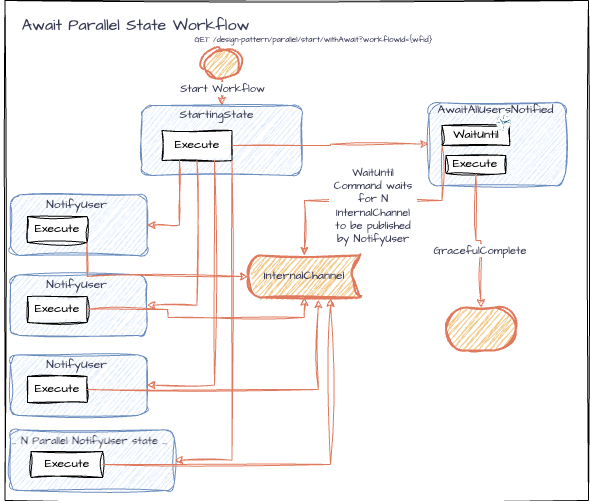 Await Parallel State Workflow
GET /design-pattern/parallel/start/withAwait?workflowId={wfid}
Start Workflow
StartingState
Execute
AwaitAllUsersNotified
WaitUntil
Execute
WaitUntil
Command waits
for N
InternalChannel
to be published
by NotifyUser
NotifyUser
Execute
GracefulComplete
InternalChannel
NotifyUser
Execute
NotifyUser
Execute
... N Parallel NotifyUser state ...
Execute